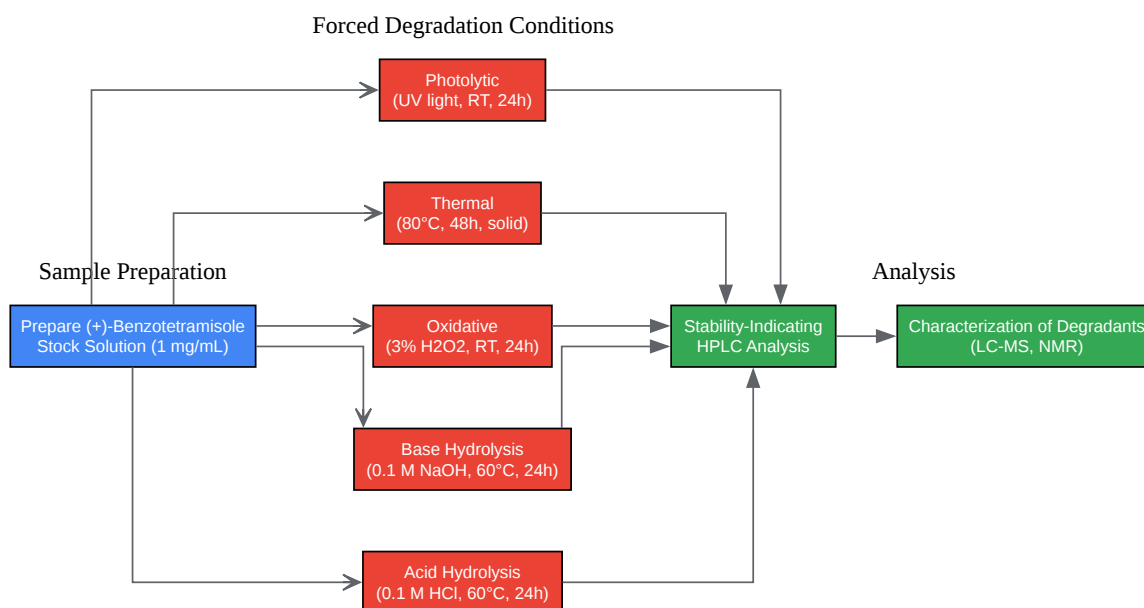 Forced Degradation Conditions
Photolytic
(UV light, RT, 24h)
Thermal
(80°C, 48h, solid)
Sample Preparation
Analysis
Prepare (+)-Benzotetramisole
Stock Solution (1 mg/mL)
Oxidative
(3% H2O2, RT, 24h)
Stability-Indicating
HPLC Analysis
Characterization of Degradants
(LC-MS, NMR)
Base Hydrolysis
(0.1 M NaOH, 60°C, 24h)
Acid Hydrolysis
(0.1 M HCl, 60°C, 24h)